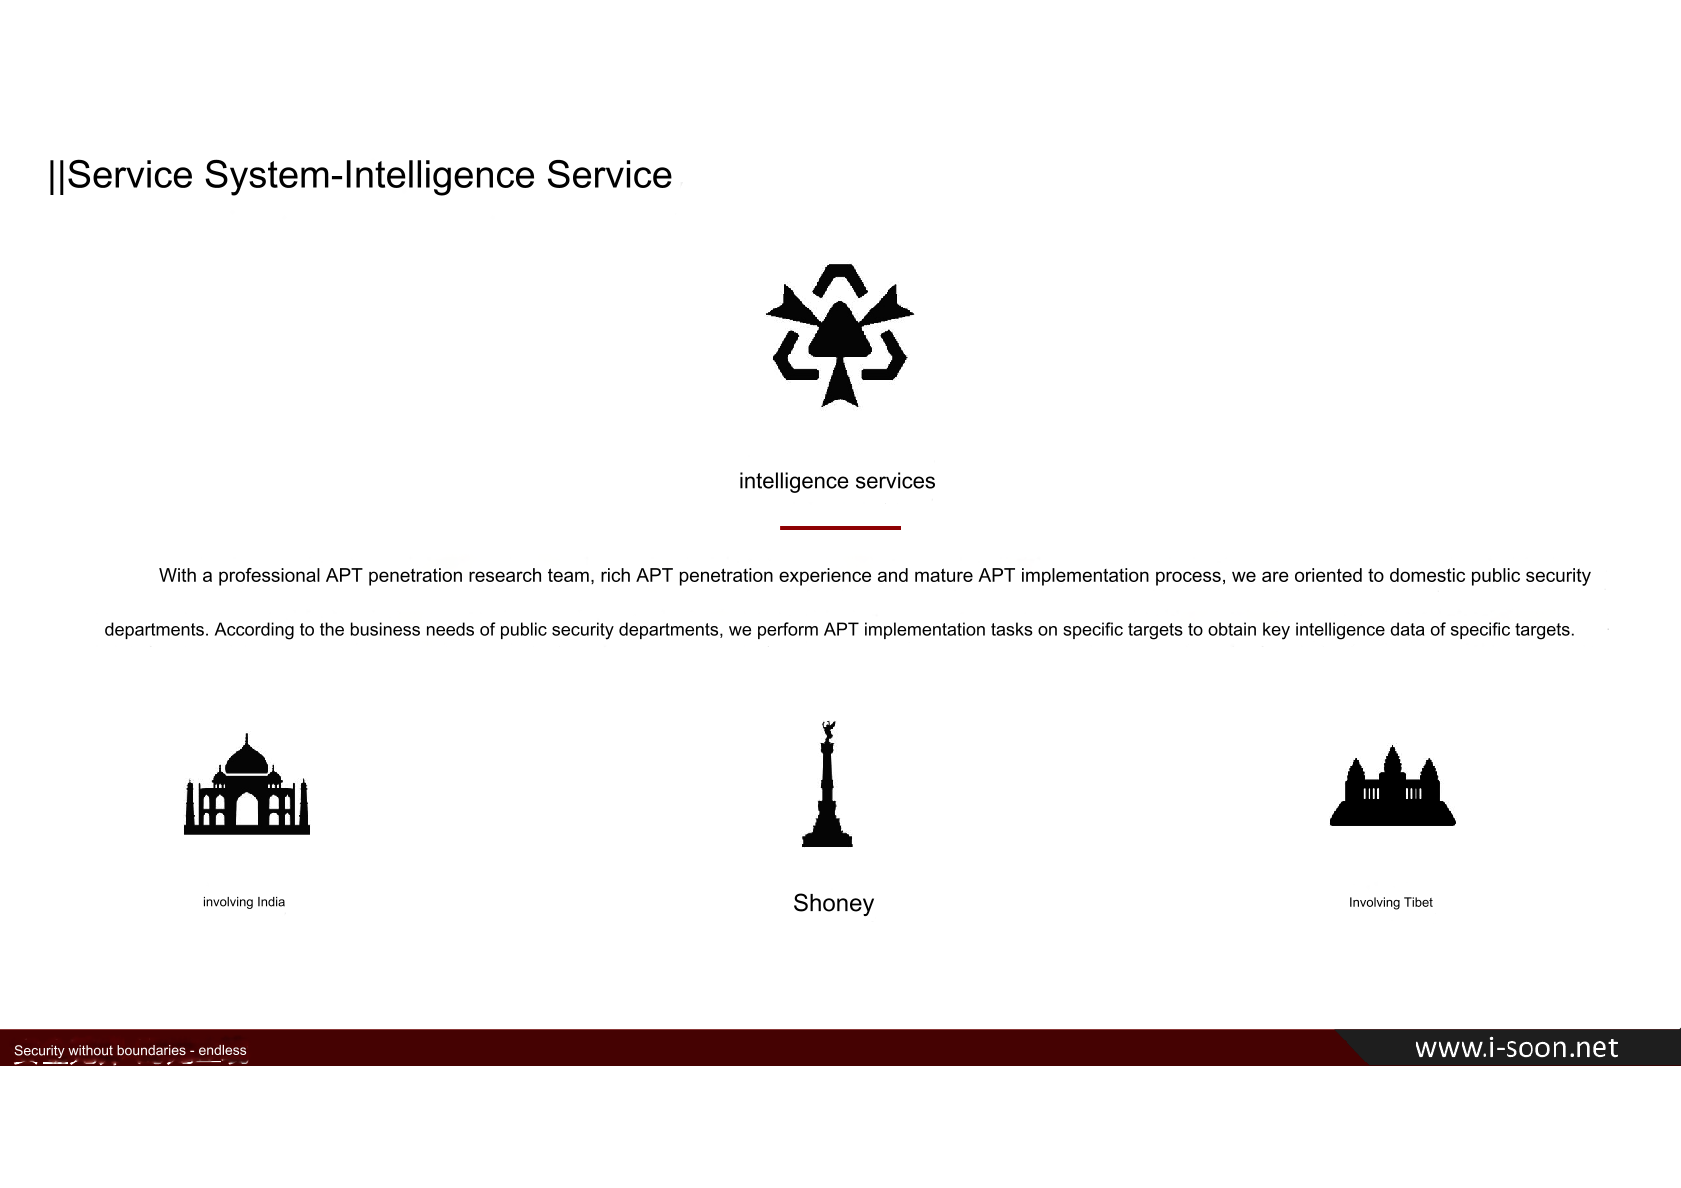 ||Service System-Intelligence Service
intelligence services
With a professional APT penetration research team, rich APT penetration experience and mature APT implementation process, we are oriented to domestic public security
departments. According to the business needs of public security departments, we perform APT implementation tasks on specific targets to obtain key intelligence data of specific targets.
involving India
Shoney
Involving Tibet
Security without boundaries - endless
www.i-soon.net